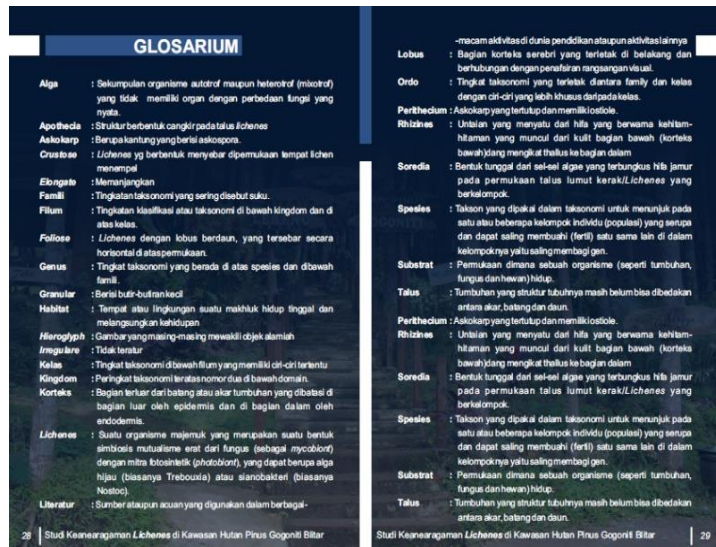 GLOSARIUM
Alga : Sekumpulan organisme autotrof maupun heterotrof (mixotrof)
yang tidak memiliki organ dengan perbedaan fungsi yang
nyata.
Apothecia : Struktur berbentuk cangkir pada talus lichenes
Askokarp : Berupa kantung yang berisi askospora.
Crustose : Lichenes yg berbentuk menyebar dipermukaan tempat lichen
menempel
Elongate : Memanjangkan
Famili : Tingkatan taksonomi yang sering disebut suku.
Filum : Tingkatan klasifikasi atau taksonomi di bawah kingdom dan di
atas kelas.
Foliose : Lichenes dengan lobus berdaun, yang tersebar secara
horisontal di atas permukaan.
Genus : Tingkat taksonomi yang berada di atas spesies dan dibawah
famili.
Granular : Berisi butir-butiran kecil
Habitat : Tempat atau lingkungan suatu makhluk hidup tinggal dan
melangsungkan kehidupan
Hieroglyph : Gambar yang masing-masing mewakili objek alamiah
Irregulare : Tidak teratur
Kelas : Tingkat taksonomi dibawah filum yang memiliki ciri-ciri tertentu
Kingdom : Peringkat taksonomi teratas nomor dua di bawah domain.
Korteks : Bagian terluar dari batang atau akar tumbuhan yang dibatasi di
bagian luar oleh epidermis dan di bagian dalam oleh
endodermis.
Lichenes : Suatu organisme majemuk yang merupakan suatu bentuk
simbiosis mutualisme erat dari fungus (sebagai mycobiont)
dengan mitra fotosintetik (photobiont), yang dapat berupa alga
hijau (biasanya Trebouxia) atau sianobakteri (biasanya
Nostoc).
Literatur : Sumber ataupun acuan yang digunakan dalam berbagai-
28 | Studi Keanearagaman Lichenes di Kawasan Hutan Pinus Gogoniti Blitar
-macam aktivitas di dunia pendidikan ataupun aktivitas lainnya
Lobus : Bagian korteks serebri yang terletak di belakang dan
berhubungan dengan penafsiran rangsangan visual.
Ordo : Tingkat taksonomi yang terletak diantara family dan kelas
dengan ciri-ciri yang lebih khusus daripada kelas.
Perithecium : Askokarp yang tertutup dan memiliki ostiole.
Rhizines : Untaian yang menyatu dari hifa yang berwarna kehitam-
hitaman yang muncul dari kulit bagian bawah (korteks
bawah)dang mengikat thallus ke bagian dalam
Soredia : Bentuk tunggal dari sel-sel algae yang terbungkus hifa jamur
pada permukaan talus lumut kerak/Lichenes yang
berkelompok.
Spesies : Takson yang dipakai dalam taksonomi untuk menunjuk pada
satu atau beberapa kelompok individu (populasi) yang serupa
dan dapat saling membuahi (fertil) satu sama lain di dalam
kelompoknya yaitu saling membagi gen.
Substrat : Permukaan dimana sebuah organisme (seperti tumbuhan,
fungus dan hewan) hidup.
Talus : Tumbuhan yang struktur tubuhnya masih belum bisa dibedakan
antara akar, batang dan daun.
Perithecium : Askokarp yang tertutup dan memiliki ostiole.
Rhizines : Untaian yang menyatu dari hifa yang berwarna kehitam-
hitaman yang muncul dari kulit bagian bawah (korteks
bawah)dang mengikat thallus ke bagian dalam
Soredia : Bentuk tunggal dari sel-sel algae yang terbungkus hifa jamur
pada permukaan talus lumut kerak/Lichenes yang
berkelompok.
Spesies : Takson yang dipakai dalam taksonomi untuk menunjuk pada
satu atau beberapa kelompok individu (populasi) yang serupa
dan dapat saling membuahi (fertil) satu sama lain di dalam
kelompoknya yaitu saling membagi gen.
Substrat : Permukaan dimana sebuah organisme (seperti tumbuhan,
fungus dan hewan) hidup.
Talus : Tumbuhan yang struktur tubuhnya masih belum bisa dibedakan
antara akar, batang dan daun.
Studi Keanearagaman Lichenes di Kawasan Hutan Pinus Gogoniti Blitar | 29